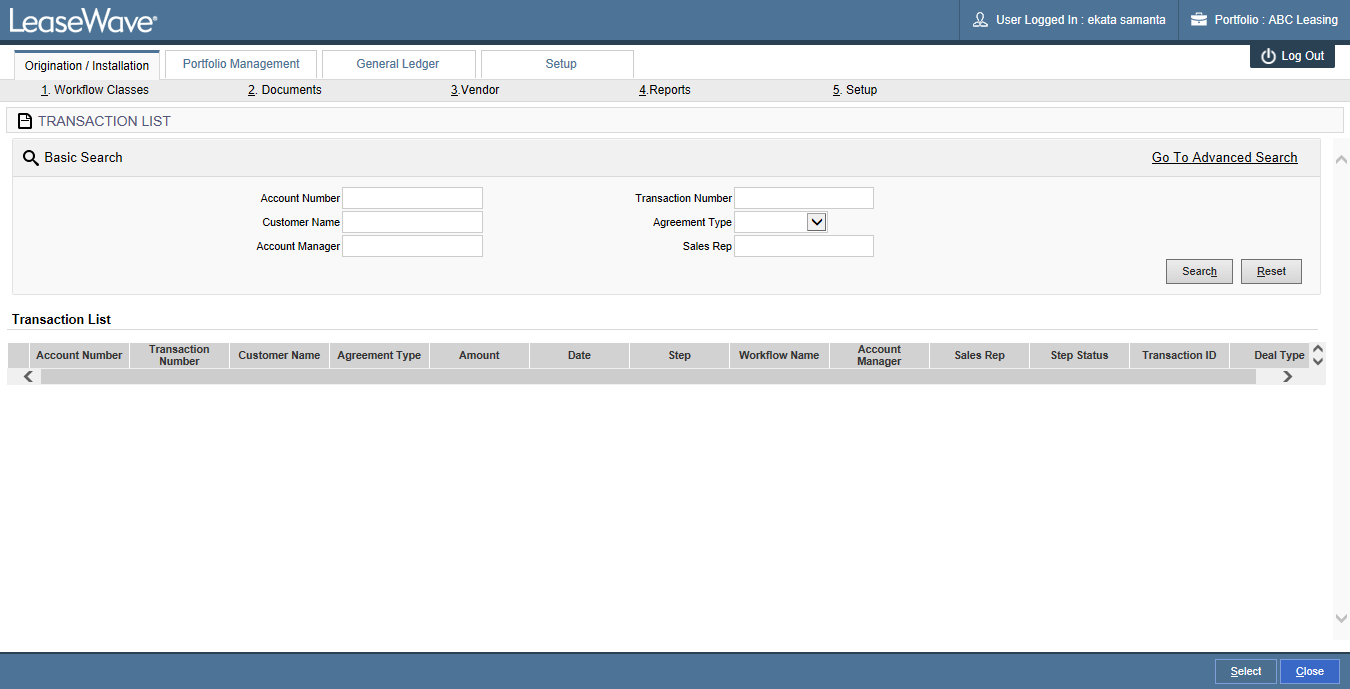 LeaseWave®
User Logged In : ekata samanta
Portfolio : ABC Leasing
Origination / Installation
Portfolio Management
General Ledger
Setup
Log Out
1. Workflow Classes
2. Documents
3.Vendor
4.Reports
5. Setup
TRANSACTION LIST
Basic Search
Go To Advanced Search
Account Number
Transaction Number
Customer Name
Agreement Type
Account Manager
Sales Rep
Search
Reset
Transaction List
Account Number
Transaction
Number
Customer Name
Agreement Type
Amount
Date
Step
Workflow Name
Account
Manager
Sales Rep
Step Status
Transaction ID
Deal Type
Select
Close